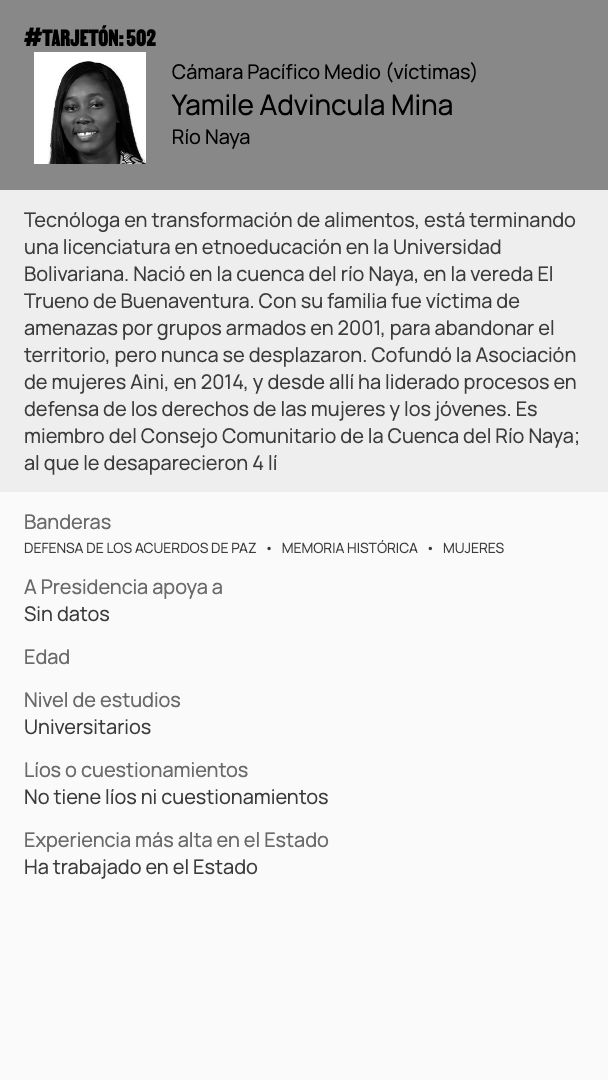 #TARJETÓN: 502
Cámara Pacífico Medio (víctimas)
Yamile Advincula Mina
Río Naya
Tecnóloga en transformación de alimentos, está terminando
una licenciatura en etnoeducación en la Universidad
Bolivariana. Nació en la cuenca del río Naya, en la vereda El
Trueno de Buenaventura. Con su familia fue víctima de
amenazas por grupos armados en 2001, para abandonar el
territorio, pero nunca se desplazaron. Cofundó la Asociación
de mujeres Aini, en 2014, y desde allí ha liderado procesos en
defensa de los derechos de las mujeres y los jóvenes. Es
miembro del Consejo Comunitario de la Cuenca del Río Naya;
al que le desaparecieron 4 lí
Banderas
DEFENSA DE LOS ACUERDOS DE PAZ • MEMORIA HISTÓRICA • MUJERES
A Presidencia apoya a
Sin datos
Edad
Nivel de estudios
Universitarios
Líos o cuestionamientos
No tiene líos ni cuestionamientos
Experiencia más alta en el Estado
Ha trabajado en el Estado